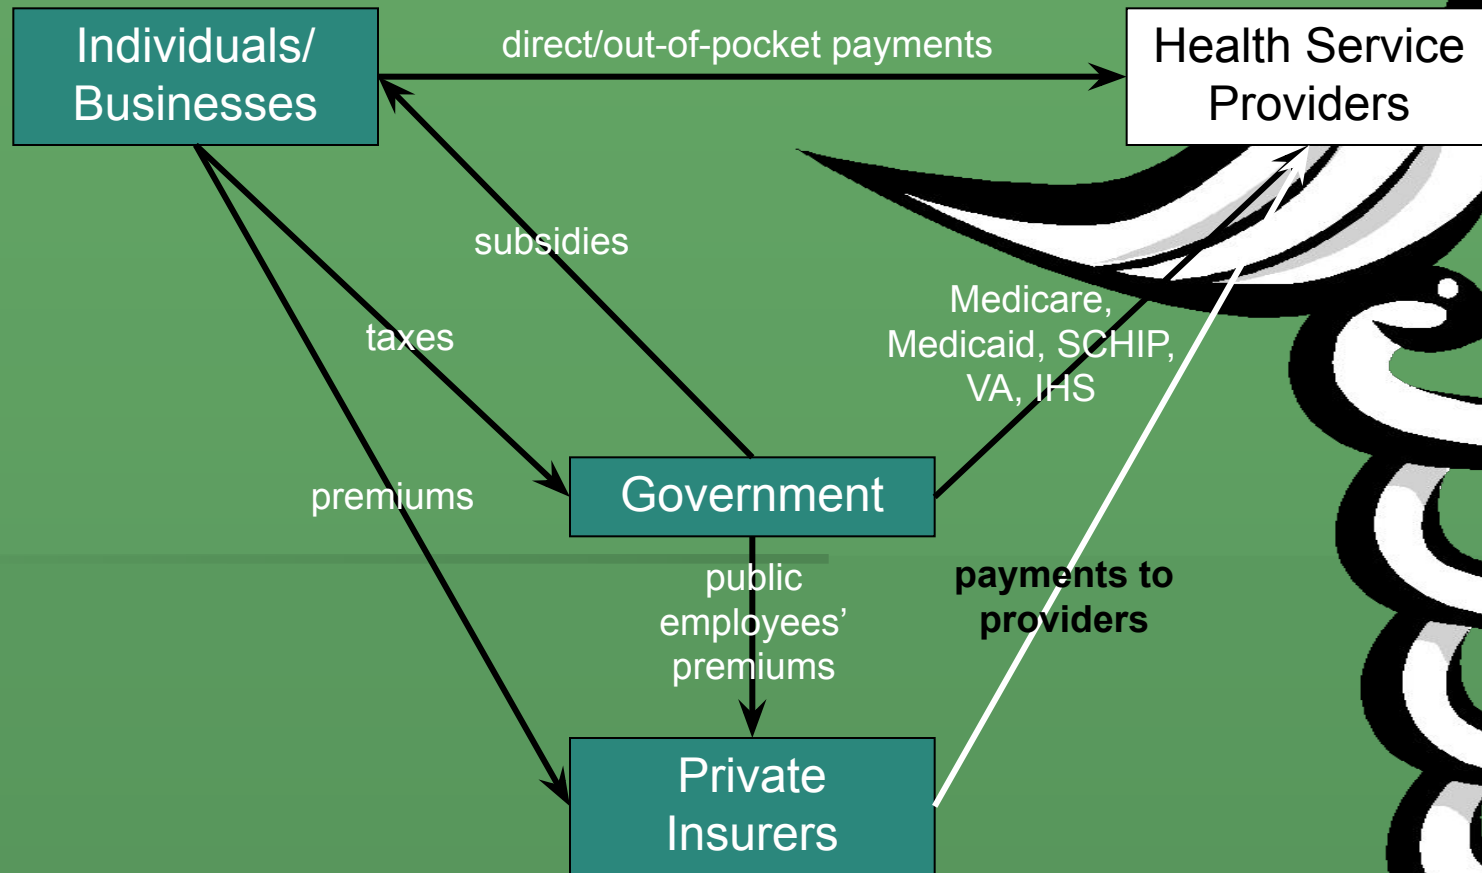 Individuals/
Businesses
direct/out-of-pocket payments
Health Service
Providers
subsidies
taxes
Medicare,
Medicaid, SCHIP,
VA, IHS
premiums
Government
public
employees’
premiums
payments to
providers
Private
Insurers